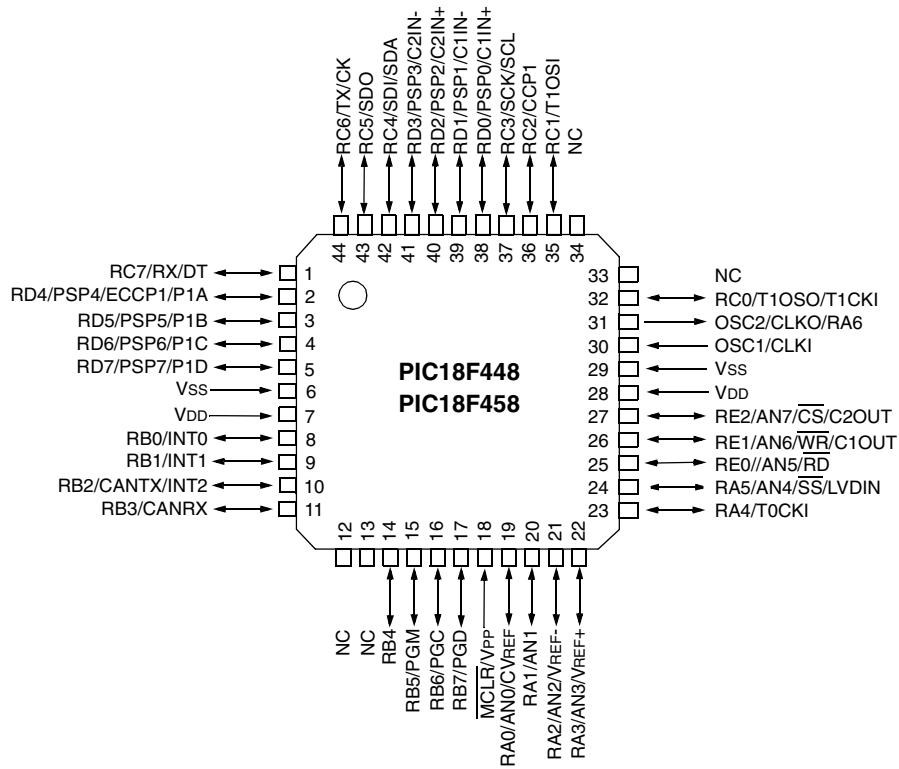 RC6/TX/CK
RC5/SDO
RC4/SDI/SDA
RD3/PSP3/C2IN-
RD2/PSP2/C2IN+
RD1/PSP1/C1IN-
RD0/PSP0/C1IN+
RC3/SCK/SCL
RC2/CCP1
RC1/T1OSI
NC
44
43
42
41
40
39
38
37
36
35
34
RC7/RX/DT 1
RD4/PSP4/ECCP1/P1A 2
RD5/PSP5/P1B 3
RD6/PSP6/P1C 4
RD7/PSP7/P1D 5
VSS 6
VDD 7
RB0/INT0 8
RB1/INT1 9
RB2/CANTX/INT2 10
RB3/CANRX 11
PIC18F448
PIC18F458
33 NC
32 RC0/T1OSO/T1CKI
31 OSC2/CLKO/RA6
30 OSC1/CLKI
29 VSS
28 VDD
27 RE2/AN7/CS/C2OUT
26 RE1/AN6/WR/C1OUT
25 RE0//AN5/RD
24 RA5/AN4/SS/LVDIN
23 RA4/T0CKI
12
13
14
15
16
17
18
19
20
21
22
NC
NC
RB4
RB5/PGM
RB6/PGC
RB7/PGD
MCLR/VPP
RA0/AN0/CVREF
RA1/AN1
RA2/AN2/VREF-
RA3/AN3/VREF+